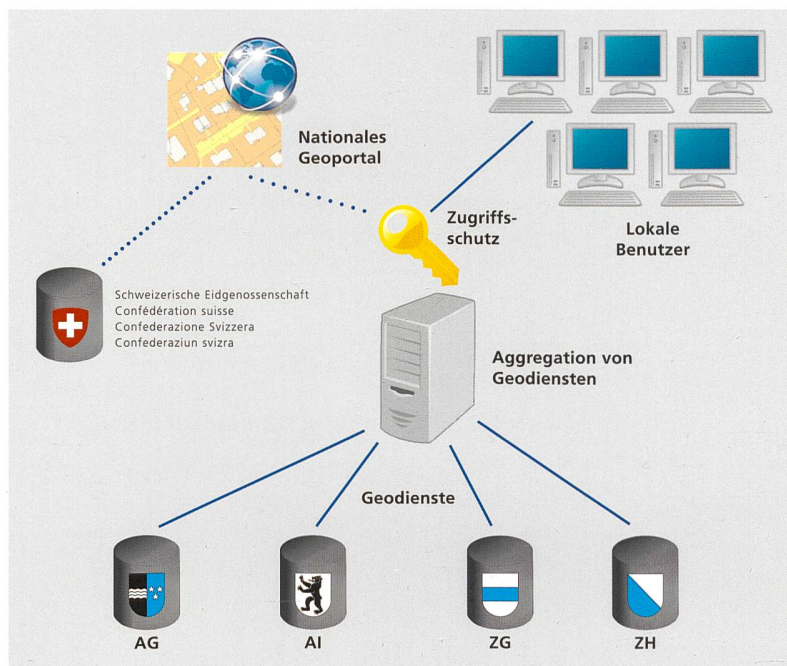 Nationales
Geoportal
Zugriffs-
schutz
Lokale
Benutzer
Schweizerische Eidgenossenschaft
Confédération suisse
Confederazione Svizzera
Confederaziun svizra
Aggregation von
Geodiensten
Geodienste
AG
AI
ZG
ZH